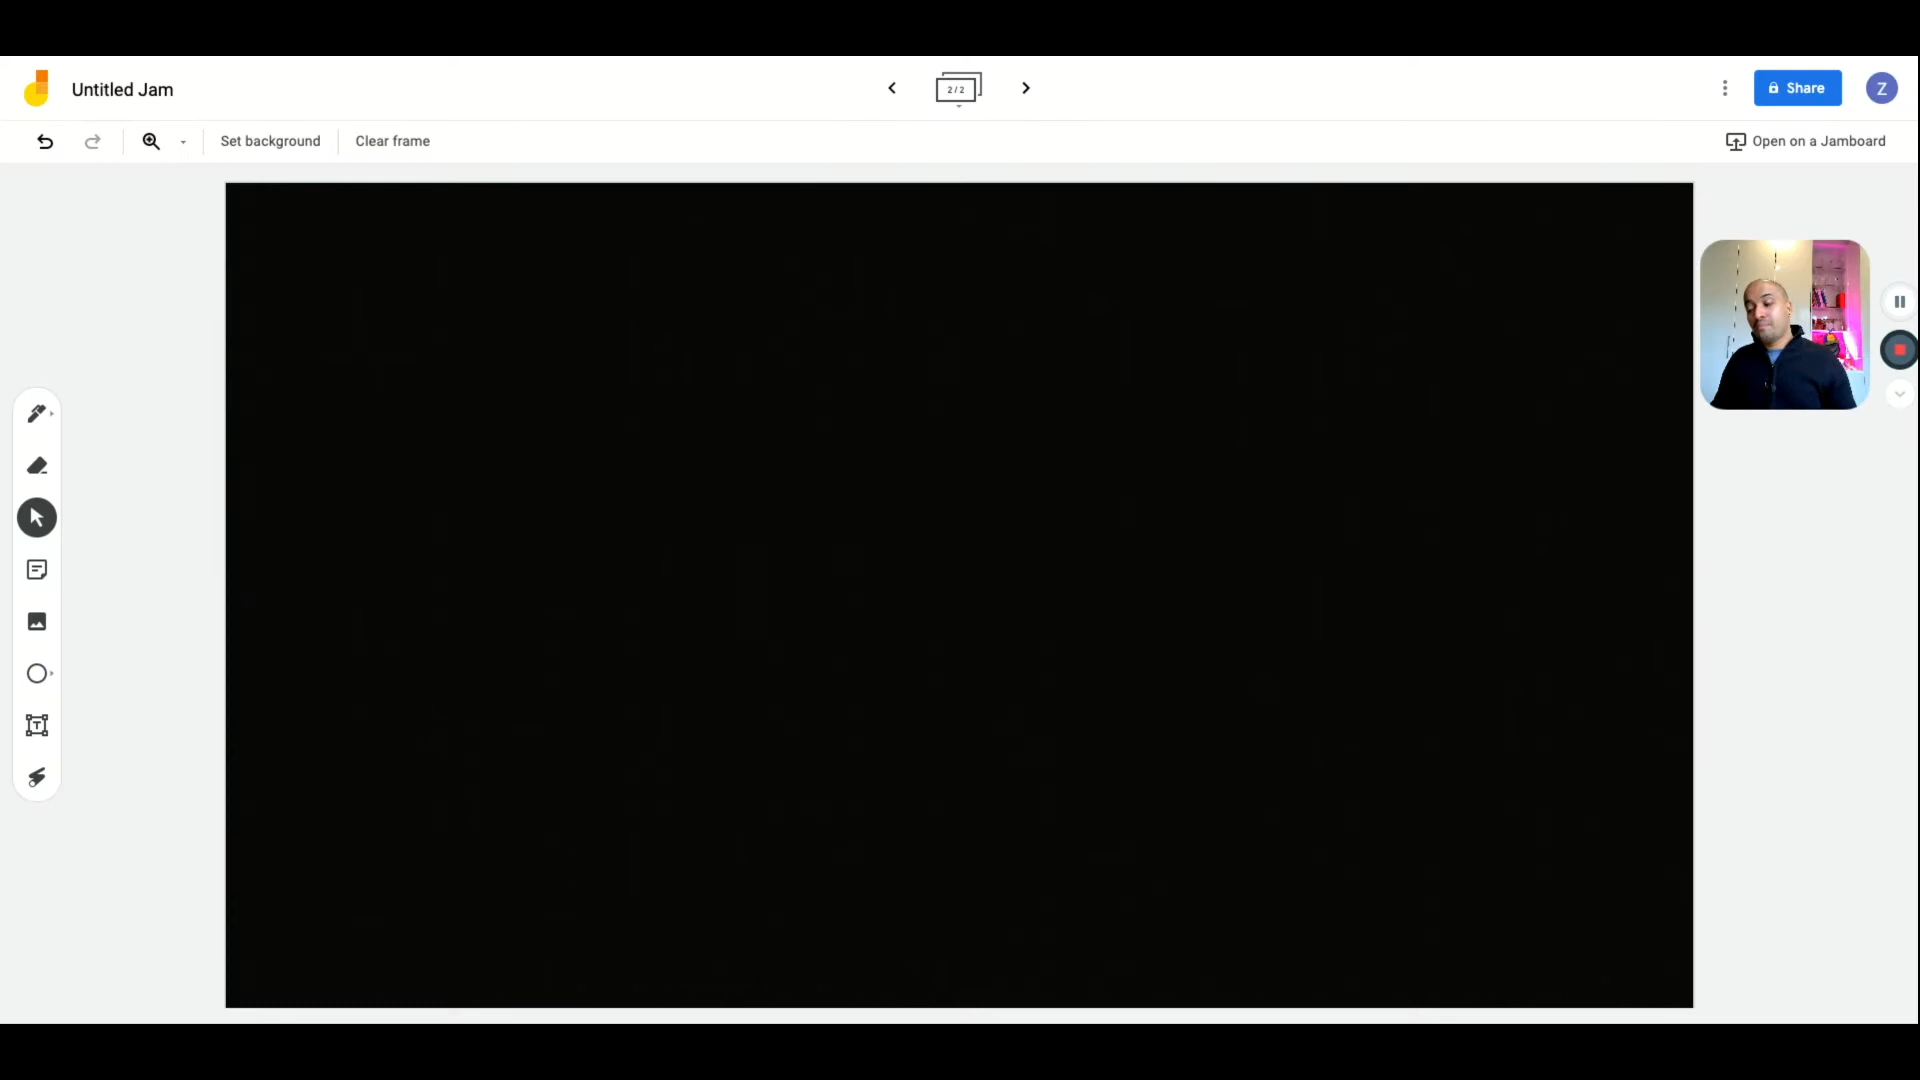 Untitled Jam
2 / 2
Share
Z
Set background
Clear frame
Open on a Jamboard